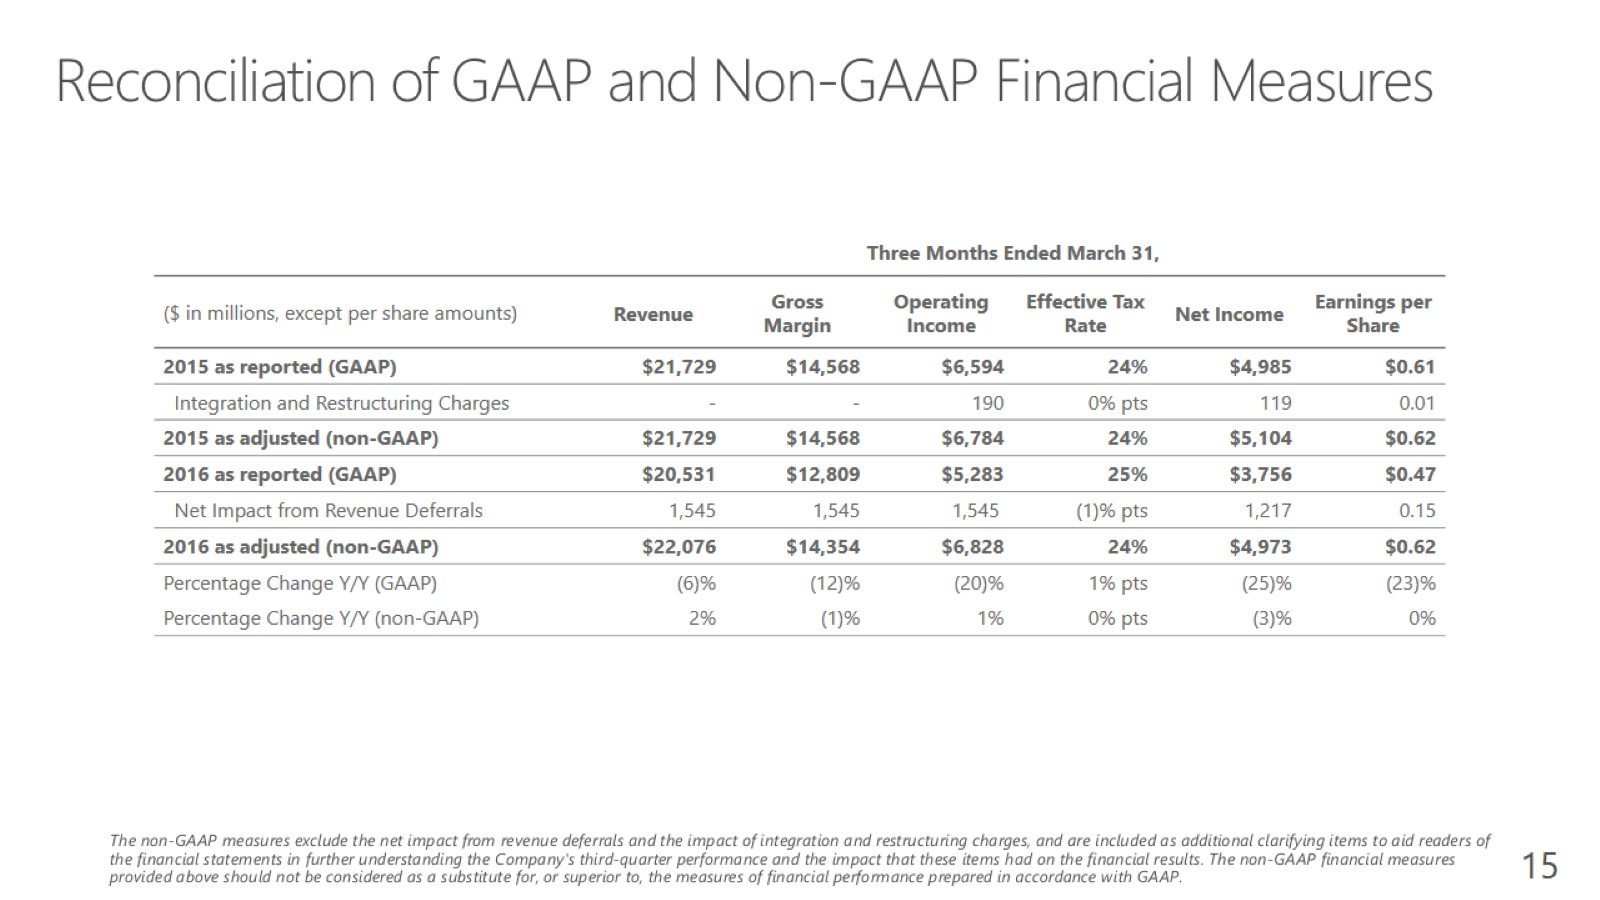 Reconciliation of GAAP and Non-GAAP Financial Measures
Three Months Ended March 31,
($ in millions, except per share amounts) Revenue Gross Margin Operating Income Effective Tax Rate Net Income Earnings per Share
2015 as reported (GAAP) $21,729 $14,568 $6,594 24% $4,985 $0.61
Integration and Restructuring Charges - - 190 0% pts 119 0.01
2015 as adjusted (non-GAAP) $21,729 $14,568 $6,784 24% $5,104 $0.62
2016 as reported (GAAP) $20,531 $12,809 $5,283 25% $3,756 $0.47
Net Impact from Revenue Deferrals 1,545 1,545 1,545 (1)% pts 1,217 0.15
2016 as adjusted (non-GAAP) $22,076 $14,354 $6,828 24% $4,973 $0.62
Percentage Change Y/Y (GAAP) (6)% (12)% (20)% 1% pts (25)% (23)%
Percentage Change Y/Y (non-GAAP) 2% (1)% 1% 0% pts (3)% 0%
The non-GAAP measures exclude the net impact from revenue deferrals and the impact of integration and restructuring charges, and are included as additional clarifying items to aid readers of
the financial statements in further understanding the Company's third-quarter performance and the impact that these items had on the financial results. The non-GAAP financial measures
provided above should not be considered as a substitute for, or superior to, the measures of financial performance prepared in accordance with GAAP.
15